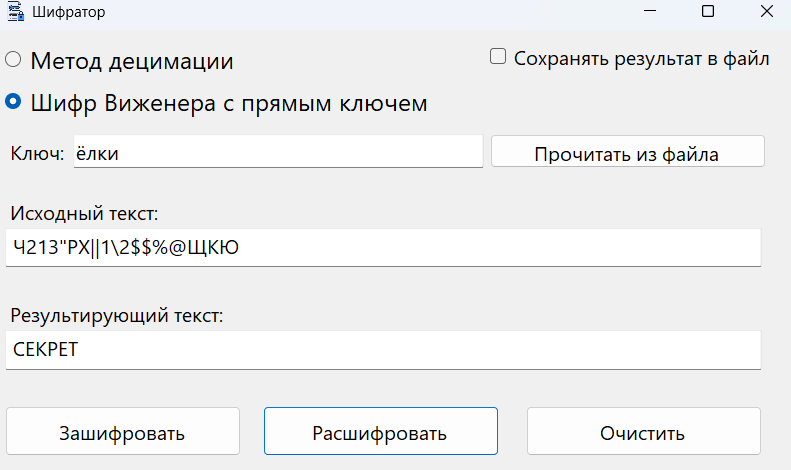 Шифратор
Метод децимации
Сохранять результат в файл
Шифр Виженера с прямым ключем
Ключ:
ёлки
Прочитать из файла
Исходный текст:
Ч213"РХ||1\2$$%@ЩКЮ
Результирующий текст:
СЕКРЕТ
Зашифровать
Расшифровать
Очистить